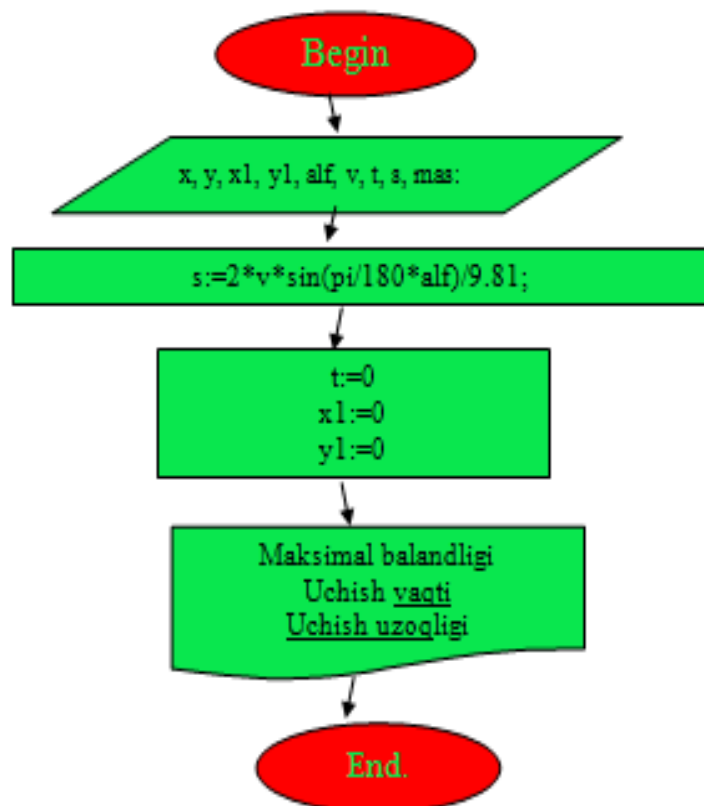 Begin
x, y, x1, y1, alf, v, t, s, mas:
s:=2*v*sin(pi/180*alf)/9.81;
t:=0
x1:=0
y1:=0
Maksimal balandligi
Uchish vaqti
Uchish uzoqligi
End.